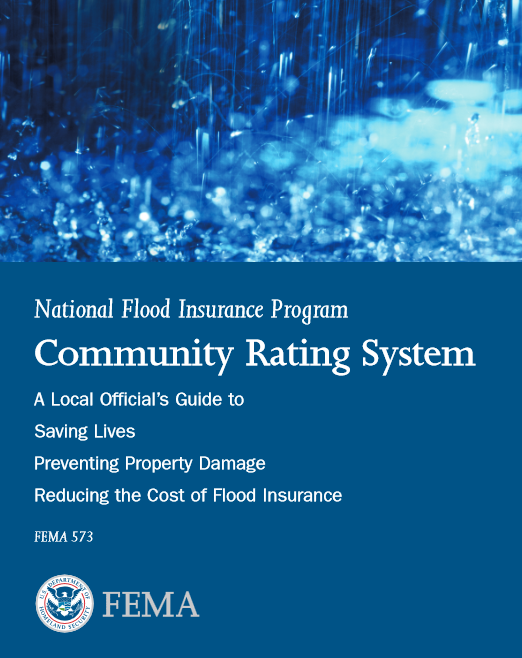 National Flood Insurance Program
Community Rating System
A Local Official's Guide to
Saving Lives
Preventing Property Damage
Reducing the Cost of Flood Insurance
FEMA 573
U.S. DEPARTMENT OF
HOMELAND SECURITY
FEMA